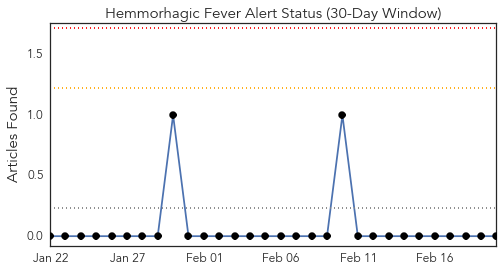 Hemmorhagic Fever Alert Status (30-Day Window)
Articles Found
1.5
1.0
0.5
0.0
Jan 22 Jan 27 Feb 01 Feb 06 Feb 11 Feb 16